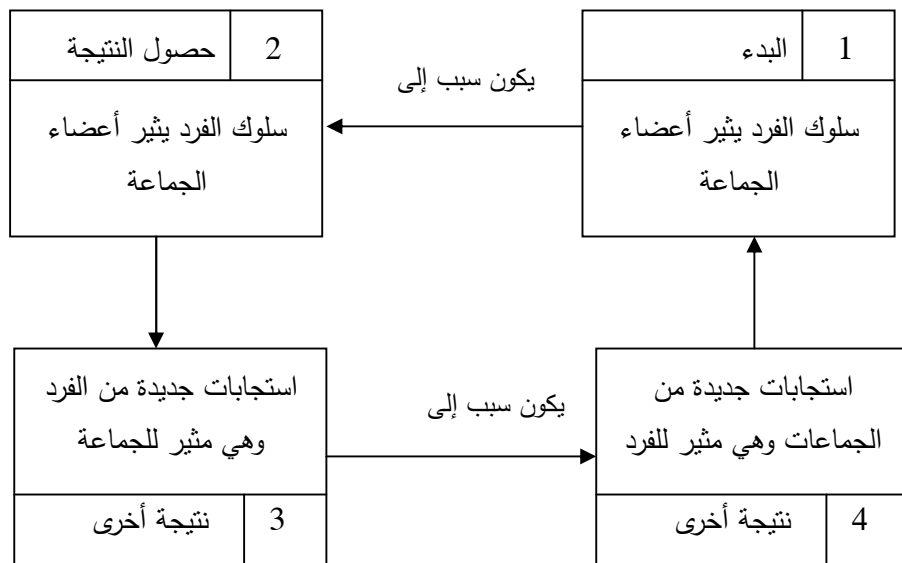 1 البدء
سلوك الفرد يثير أعضاء
الجماعة
يكون سبب إلى
2 حصول النتيجة
سلوك الفرد يثير أعضاء
الجماعة
استجابات جديدة من الفرد
وهي مثير للجماعة
3 نتيجة أخرى
يكون سبب إلى
استجابات جديدة من
الجماعات وهي مثير للفرد
4 نتيجة أخرى